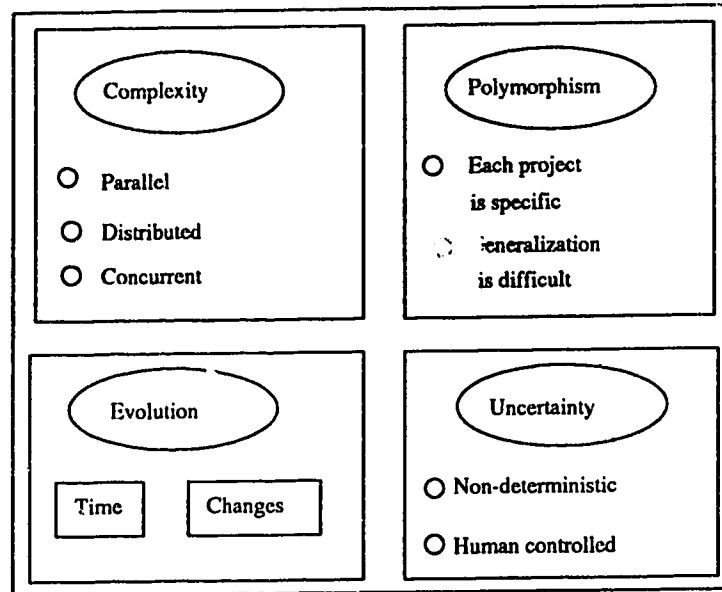 Complexity
Parallel
Distributed
Concurrent
Polymorphism
Each project
is specific
eneralization
is difficult
Evolution
Time
Changes
Uncertainty
Non-deterministic
Human controlled